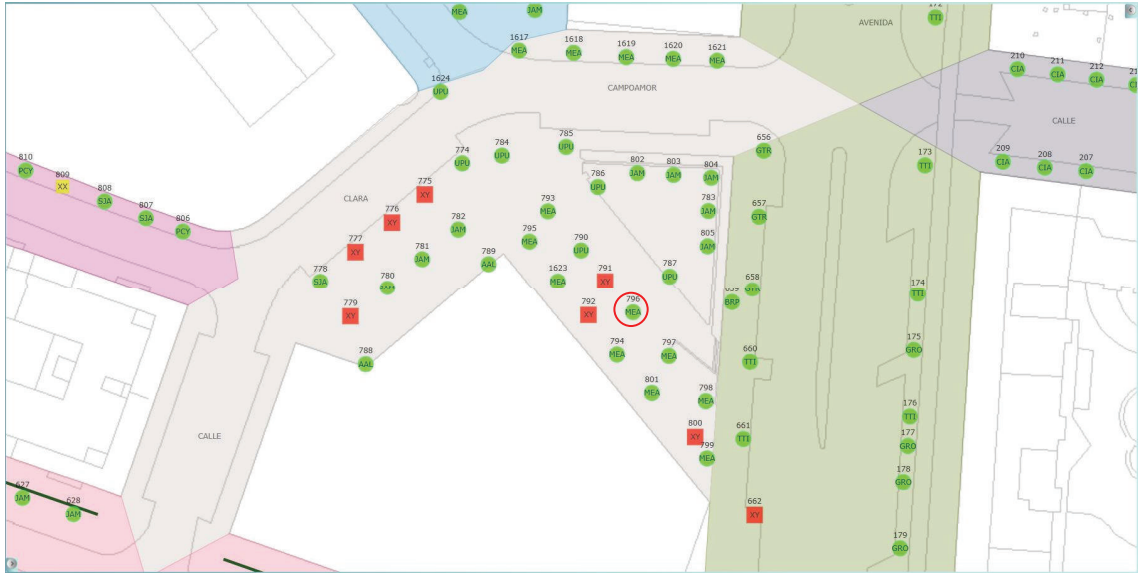 MEA
JAM
171
TTI
AVENIDA
1617
MEA
1618
MEA
1619
MEA
1620
MEA
1621
MEA
1624
UPU
CAMPOAMOR
210
CIA
211
CIA
212
CIA
CALLE
209
CIA
208
CIA
207
CIA
656
GTR
173
TTI
785
UPU
784
UPU
774
UPU
810
PCY
809
XX
808
SJA
807
SJA
806
PCY
775
XY
776
XY
777
XY
CLARA
802
JAM
803
JAM
804
JAM
786
UPU
783
JAM
657
GTR
793
MEA
782
JAM
795
MEA
790
UPU
805
JAM
781
JAM
789
AAL
778
SJA
780
1623
MEA
791
XY
787
UPU
658
GTR
659
BRP
174
TTI
779
XY
792
XY
796
MEA
788
AAL
794
MEA
797
MEA
660
TTI
175
GRO
801
MEA
798
MEA
800
XY
799
MEA
661
TTI
176
TTI
177
GRO
178
GRO
CALLE
627
JAM
628
JAM
662
XY
179
GRO